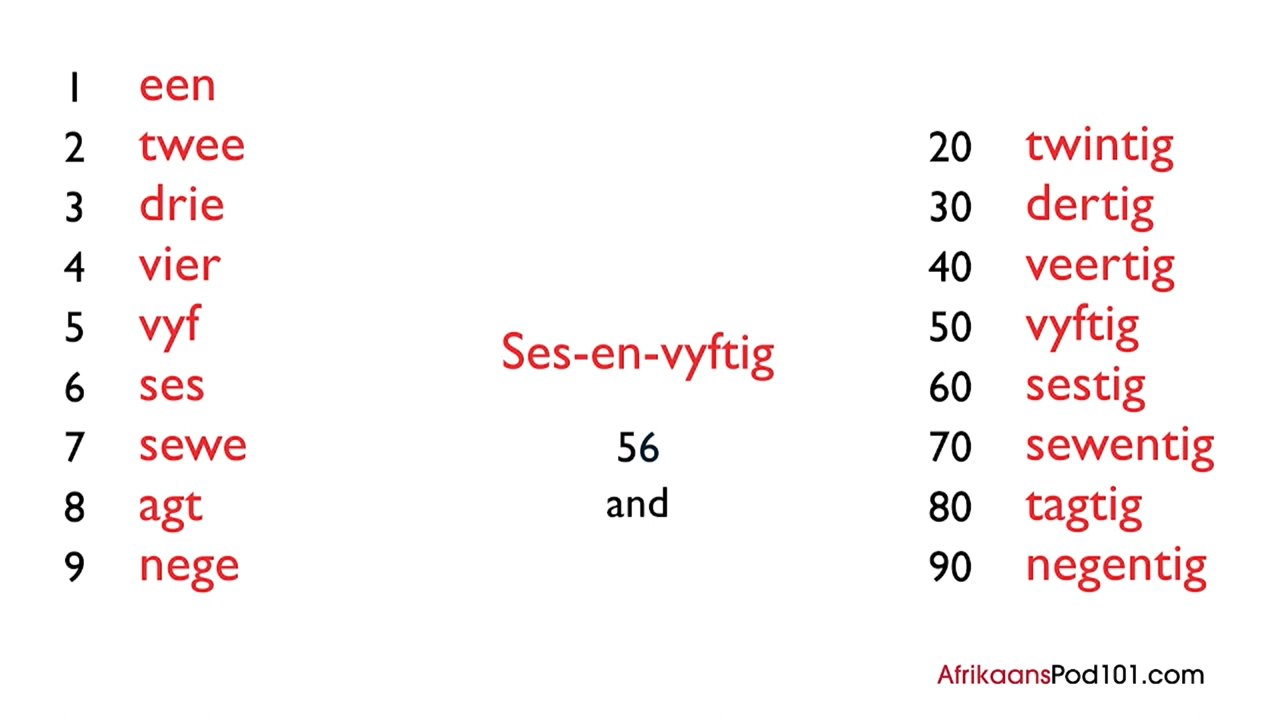 1 een
2 twee
3 drie
4 vier
5 vyf
6 ses
7 sewe
8 agt
9 nege
Ses-en-vyftig
56
and
20 twintig
30 dertig
40 veertig
50 vyftig
60 sestig
70 sewentig
80 tagtig
90 negentig
AfrikaansPod101.com